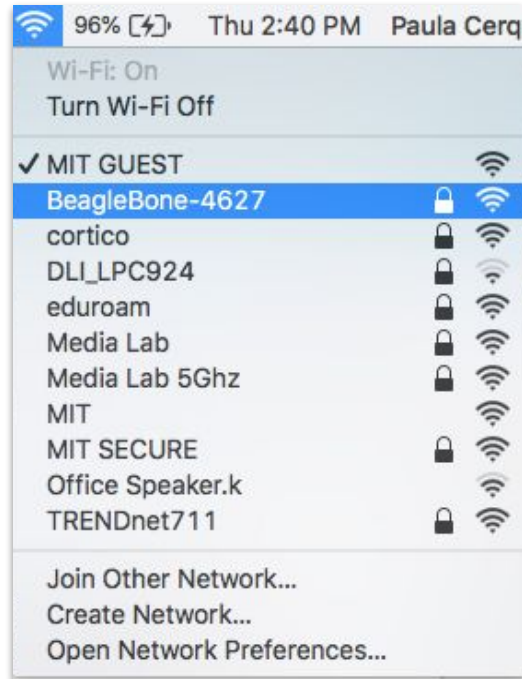 96% Thu 2:40 PM Paula Cerq
Wi-Fi: On
Turn Wi-Fi Off
✓ MIT GUEST
BeagleBone-4627
cortico
DLI_LPC924
eduroam
Media Lab
Media Lab 5Ghz
MIT
MIT SECURE
Office Speaker.k
TRENDnet711
Join Other Network...
Create Network...
Open Network Preferences...